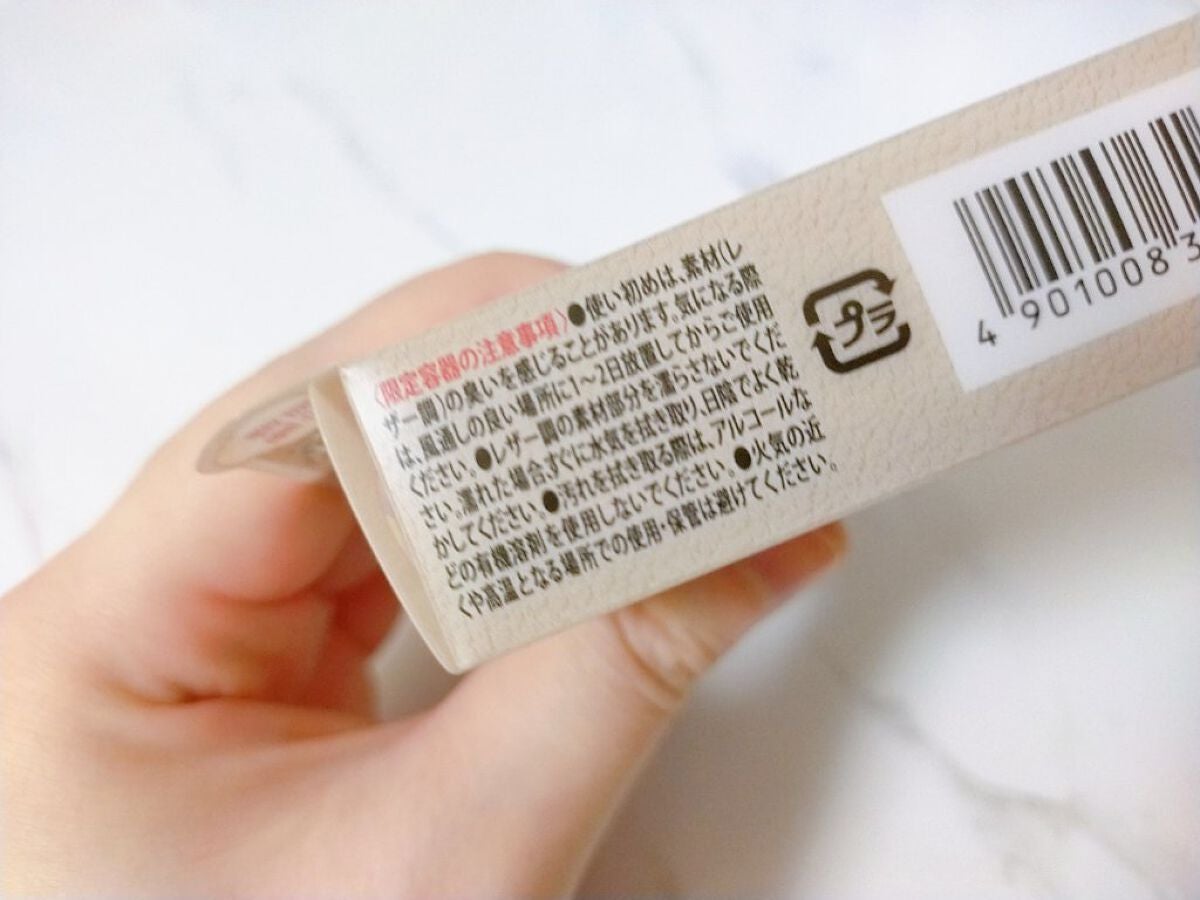 〈限定容器の注意事項〉●使い初めは、素材(レ
ザー調)の臭いを感じることがあります。気になる際
は、風通しの良い場所に1〜2日放置してからご使用
ください。●レザー調の素材部分を濡らさないでくだ
さい。濡れた場合すぐに水気を拭き取り、日陰でよく乾
かしてください。●汚れを拭き取る際は、アルコールな
どの有機溶剤を使用しないでください。●火気の近
くや高温となる場所での使用・保管は避けてください。
プラ
4 901008 3